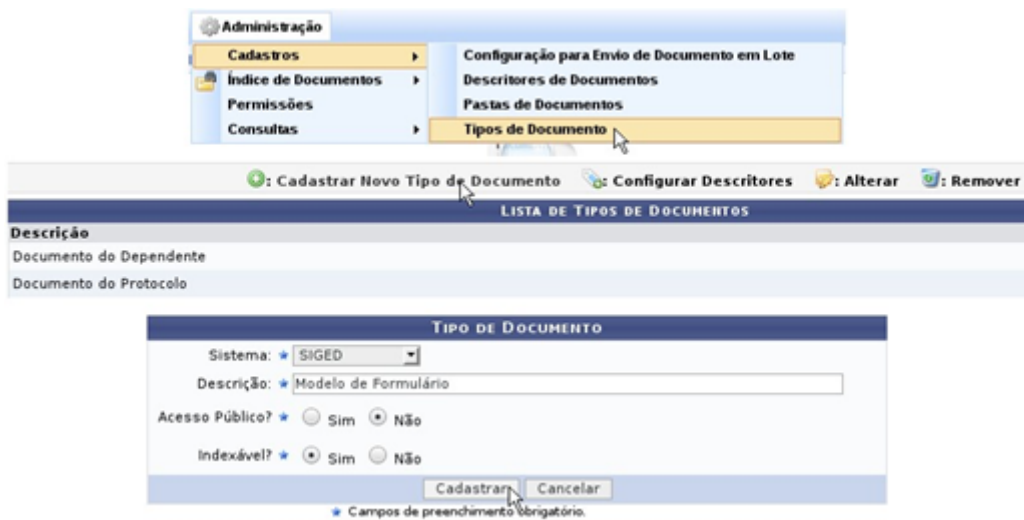 Administração
Cadastros
Configuração para Envio de Documento em Lote
Índice de Documentos
Descritores de Documentos
Permissões
Pastas de Documentos
Consultas
Tipos de Documento
: Cadastrar Novo Tipo de Documento : Configurar Descritores : Alterar : Remover
LISTA DE TIPOS DE DOCUMENTOS
Descrição
Documento do Dependente
Documento do Protocolo
TIPO DE DOCUMENTO
Sistema: SIGED
Descrição: Modelo de Formulário
Acesso Público? Sim Não
Indexável? Sim Não
Cadastrar Cancelar
Campos de preenchimento obrigatório.